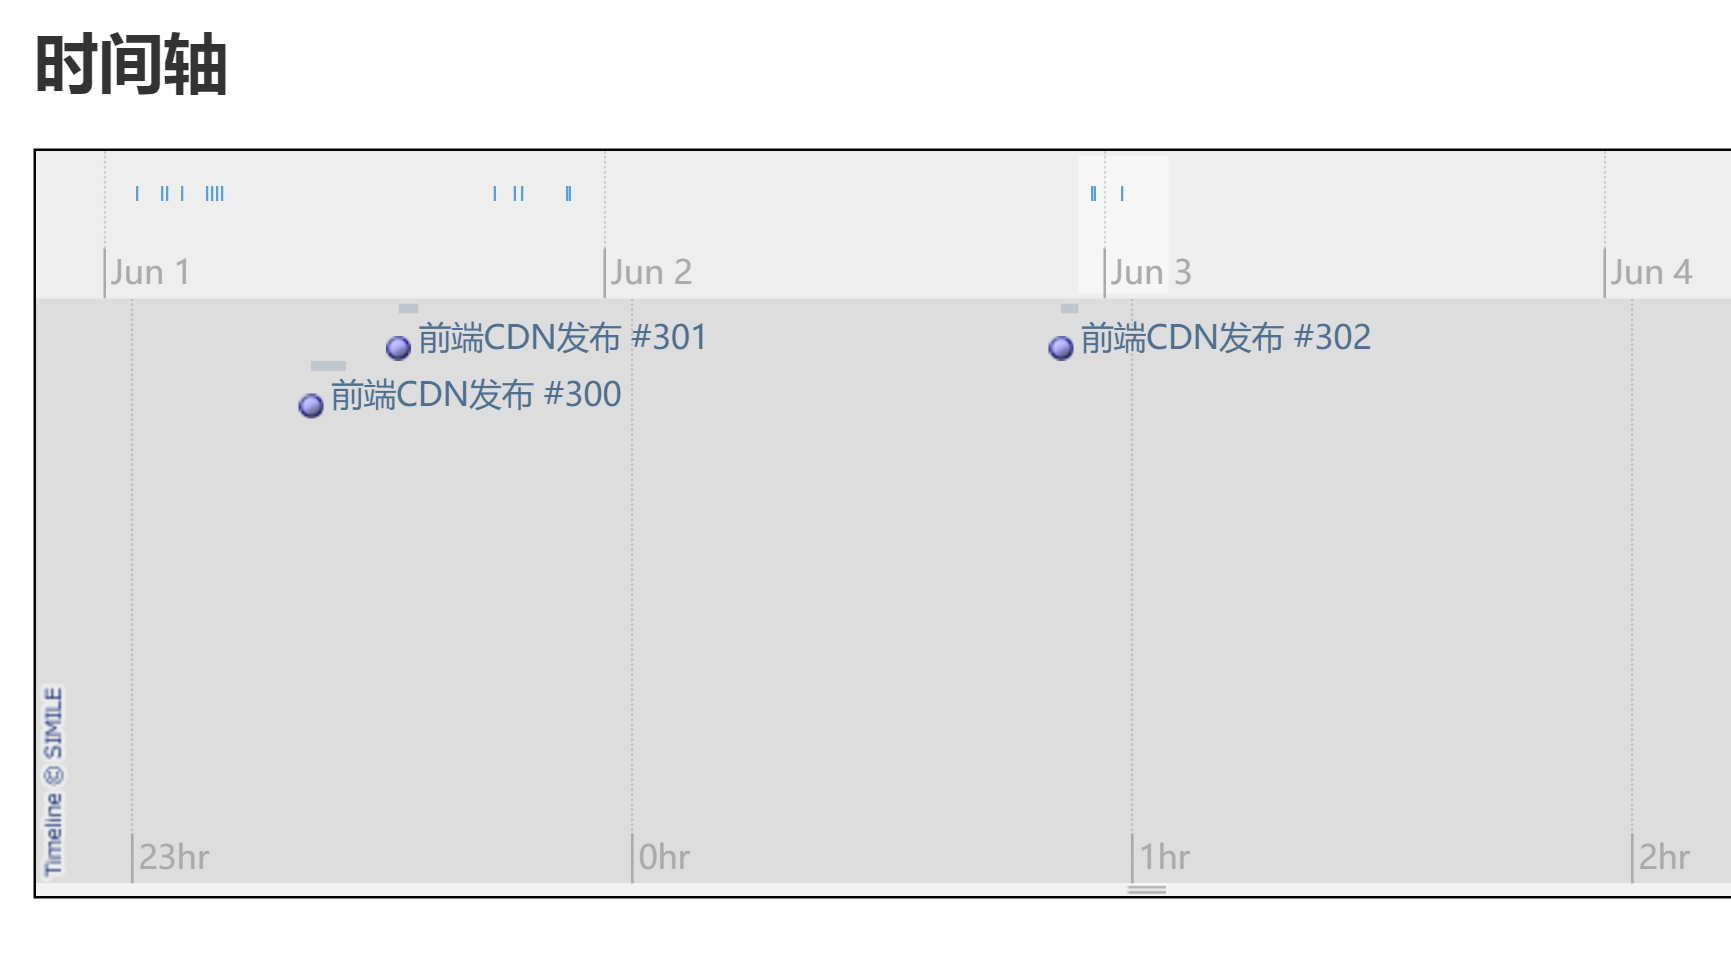 时间轴
Jun 1
Jun 2
Jun 3
Jun 4
前端CDN发布 #301
前端CDN发布 #302
前端CDN发布 #300
Timeline © SIMILE
23hr
0hr
1hr
2hr